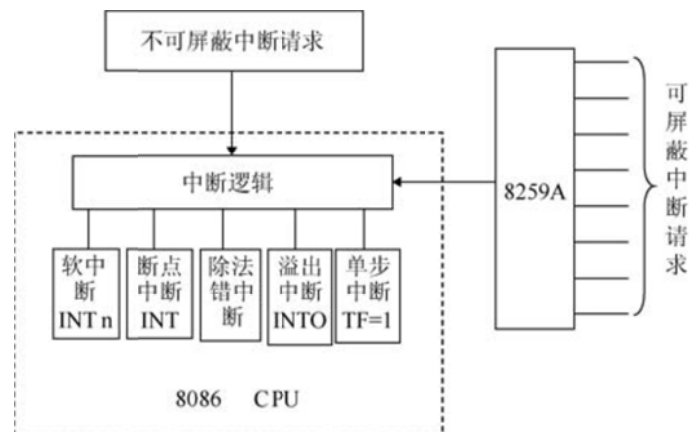 不可屏蔽中断请求
中断逻辑
软中
断
INT n
断点
中断
INT
除法
错中
断
溢出
中断
INTO
单步
中断
TF=1
8086 CPU
8259A
可屏蔽中断请求